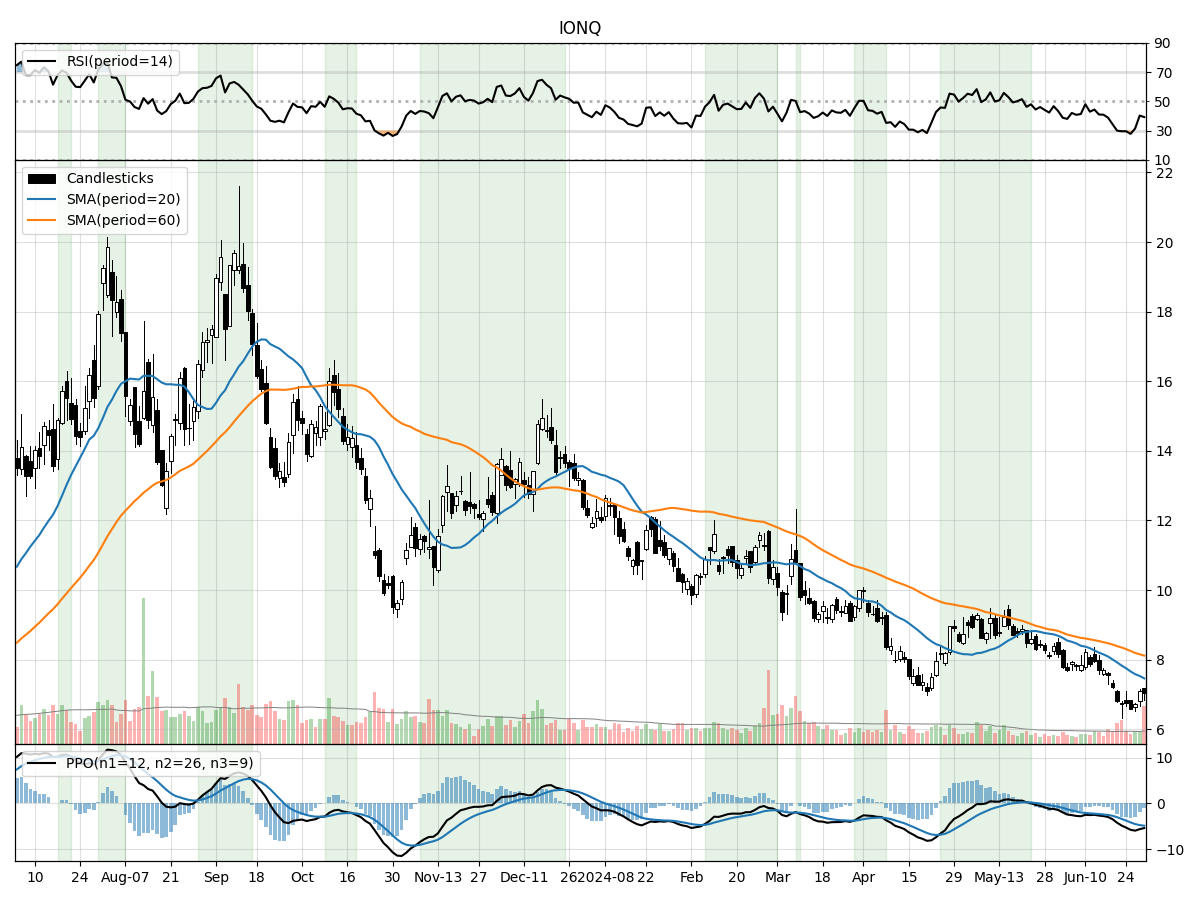 IONQ
RSI(period=14)
90
70
50
30
10
Candlesticks
SMA(period=20)
SMA(period=60)
22
20
18
16
14
12
10
8
6
PPO(n1=12, n2=26, n3=9)
10
0
−10
10 24 Aug-07 21 Sep 18 Oct 16 30 Nov-13 27 Dec-11 26 2024-08 22 Feb 20 Mar 18 Apr 15 29 May-13 28 Jun-10 24